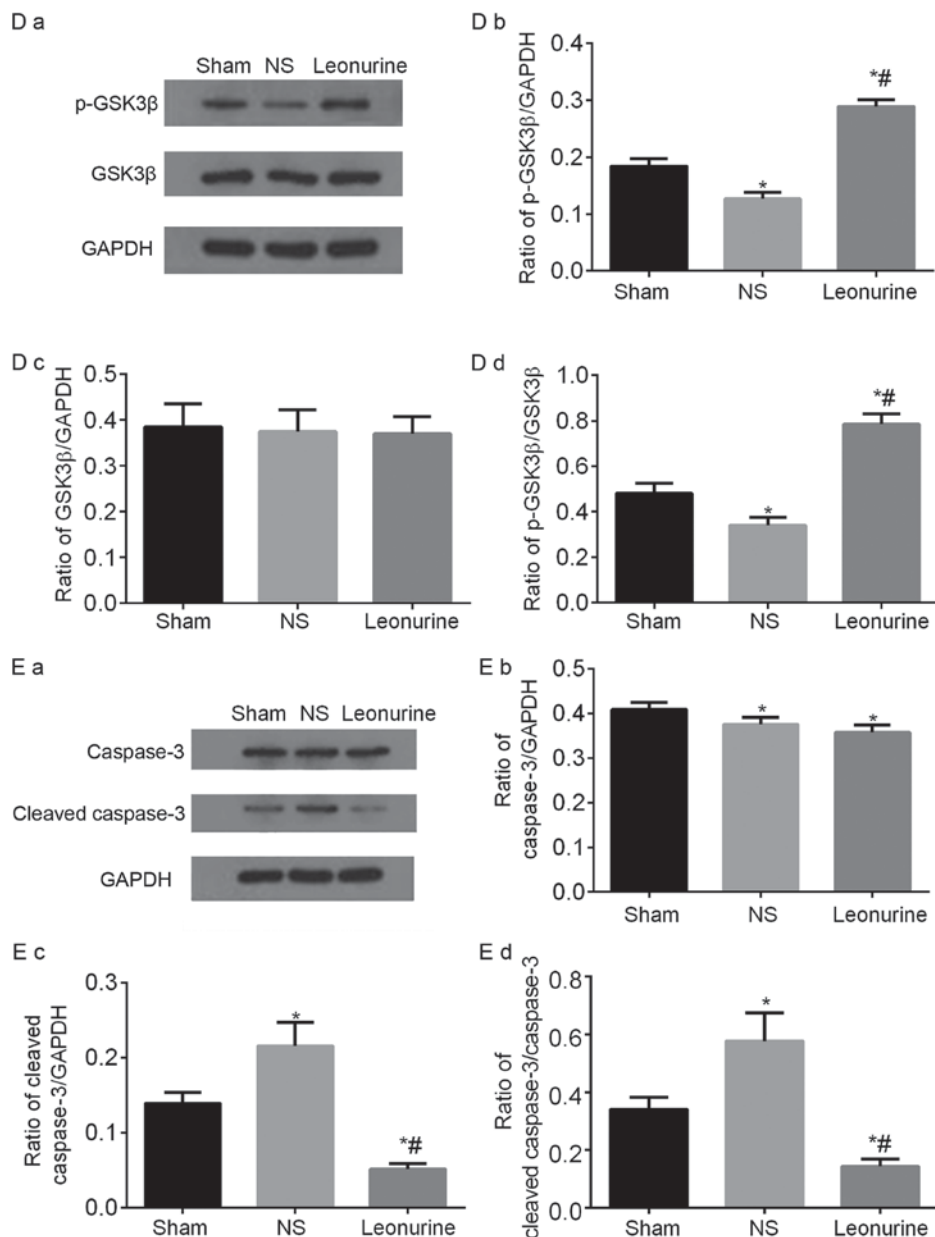 D a
Sham NS Leonurine
p-GSK3β
GSK3β
GAPDH
D b
Ratio of p-GSK3β/GAPDH
0.3
0.2
0.1
0.0
*
*#
Sham NS Leonurine
D c
Ratio of GSK3β/GAPDH
0.5
0.4
0.3
0.2
0.1
0.0
Sham NS Leonurine
D d
Ratio of p-GSK3β/GSK3β
1.0
0.8
0.6
0.4
0.2
0.0
*
*#
Sham NS Leonurine
E a
Sham NS Leonurine
Caspase-3
Cleaved caspase-3
GAPDH
E b
Ratio of
caspase-3/GAPDH
0.5
0.4
0.3
0.2
0.1
0.0
*
*
Sham NS Leonurine
E c
Ratio of cleaved
caspase-3/GAPDH
0.3
0.2
0.1
0.0
*
*#
Sham NS Leonurine
E d
Ratio of
cleaved caspase-3/caspase-3
0.8
0.6
0.4
0.2
0.0
*
*#
Sham NS Leonurine